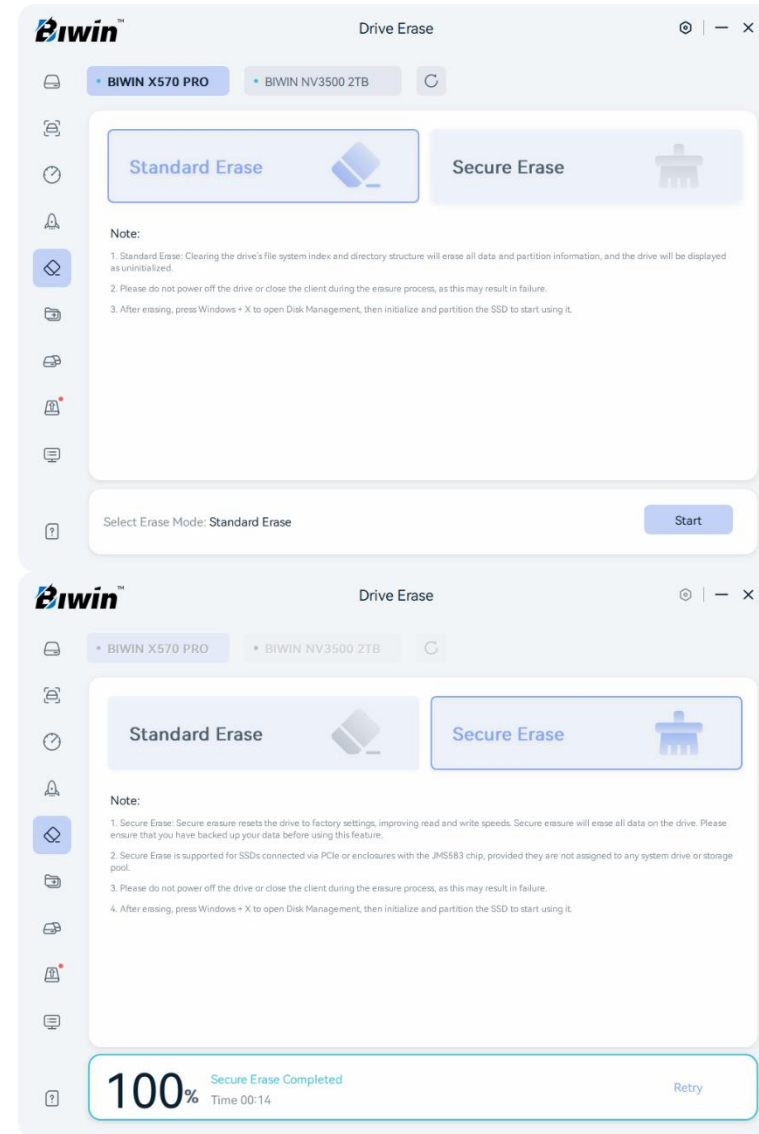 Biwin™
Drive Erase
BIWIN X570 PRO
BIWIN NV3500 2TB
Standard Erase
Secure Erase
Note:
1. Standard Erase: Clearing the drive's file system index and directory structure will erase all data and partition information, and the drive will be displayed
as uninitialized.
2. Please do not power off the drive or close the client during the erasure process, as this may result in failure.
3. After erasing, press Windows + X to open Disk Management, then initialize and partition the SSD to start using it.
Select Erase Mode: Standard Erase
Start
Biwin™
Drive Erase
BIWIN X570 PRO
BIWIN NV3500 2TB
Standard Erase
Secure Erase
Note:
1. Secure Erase: Secure erasure resets the drive to factory settings, improving read and write speeds. Secure erasure will erase all data on the drive. Please
ensure that you have backed up your data before using this feature.
2. Secure Erase is supported for SSDs connected via PCIe or enclosures with the JMS583 chip, provided they are not assigned to any system drive or storage
pool.
3. Please do not power off the drive or close the client during the erasure process, as this may result in failure.
4. After erasing, press Windows + X to open Disk Management, then initialize and partition the SSD to start using it.
100%
Secure Erase Completed
Time 00:14
Retry